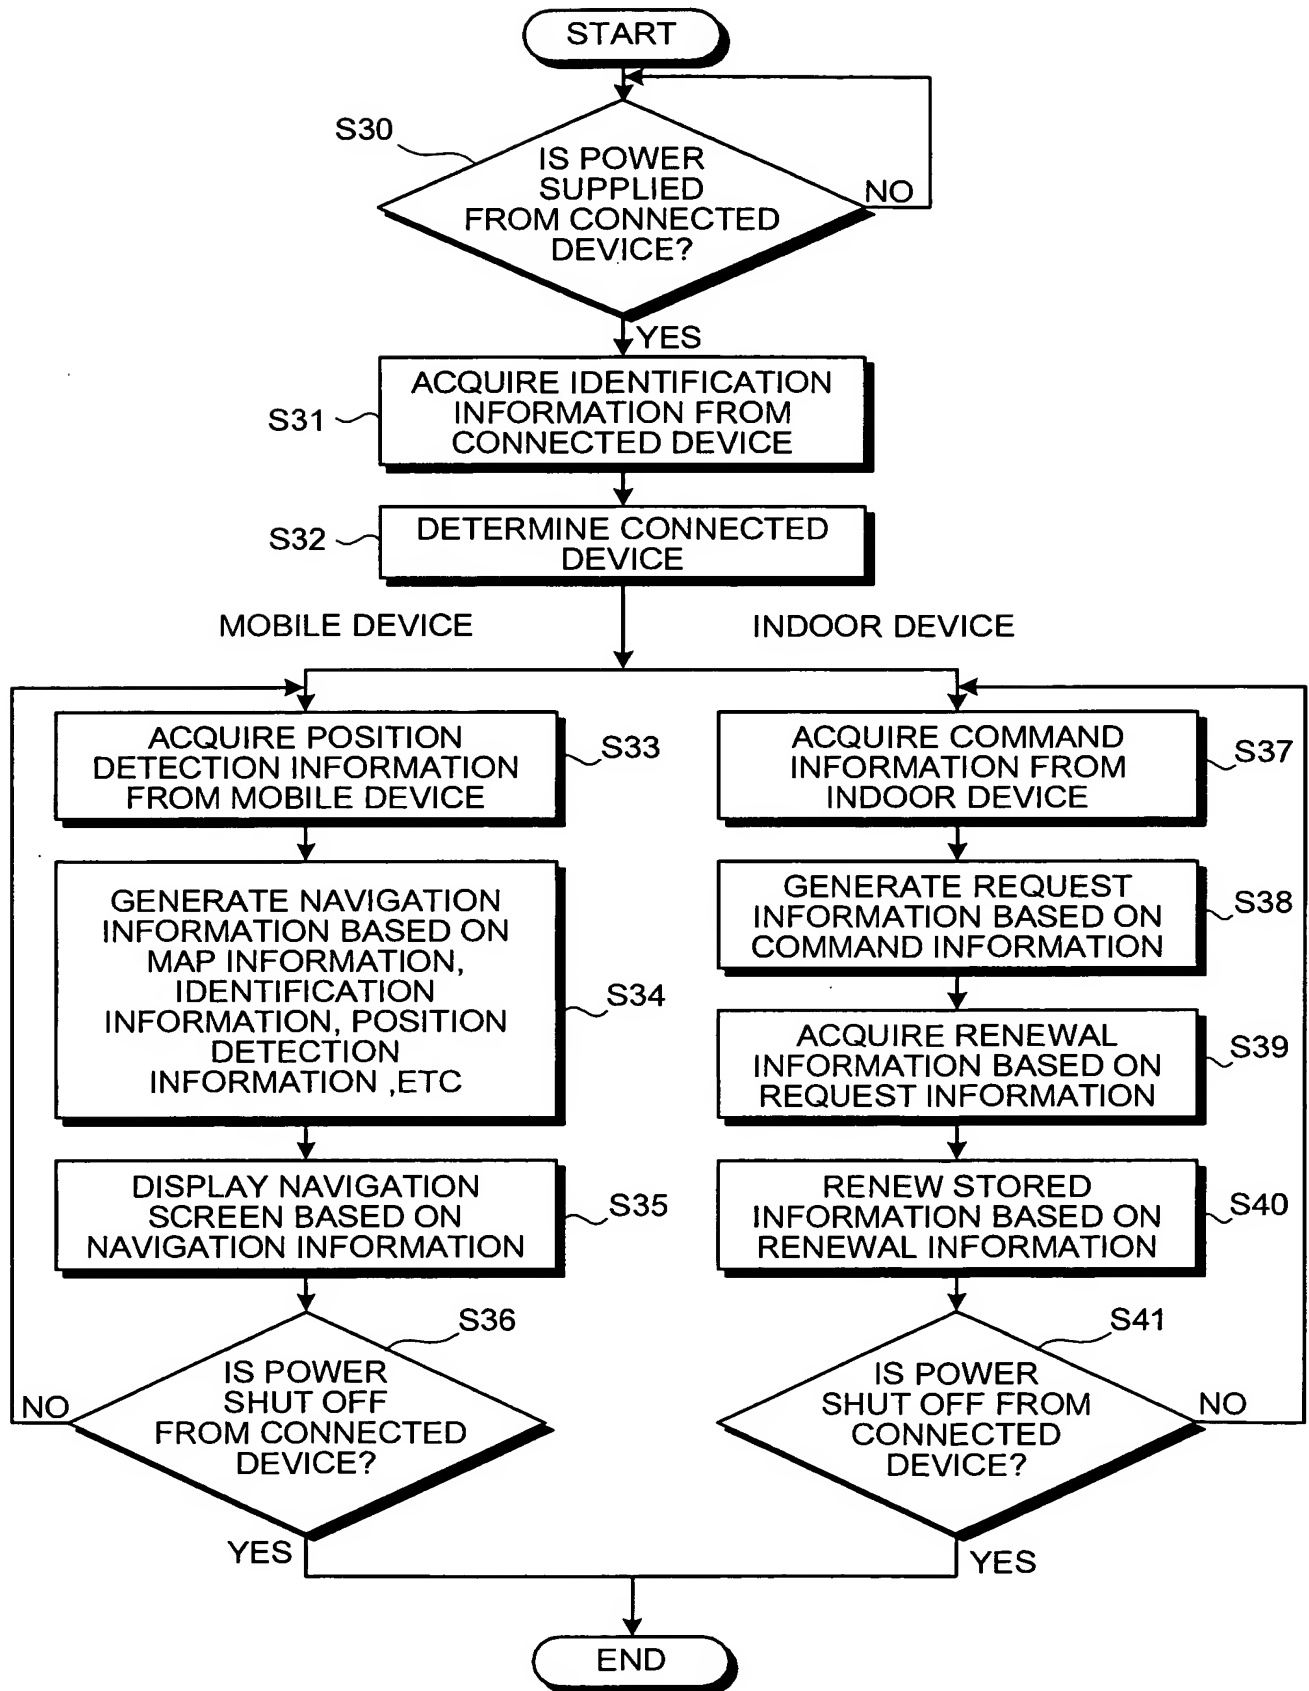 START
S30
IS POWER
SUPPLIED
FROM CONNECTED
DEVICE?
NO
YES
S31
ACQUIRE IDENTIFICATION
INFORMATION FROM
CONNECTED DEVICE
S32
DETERMINE CONNECTED
DEVICE
MOBILE DEVICE
INDOOR DEVICE
ACQUIRE POSITION
DETECTION INFORMATION
FROM MOBILE DEVICE
S33
GENERATE NAVIGATION
INFORMATION BASED ON
MAP INFORMATION,
IDENTIFICATION
INFORMATION, POSITION
DETECTION
INFORMATION ,ETC
S34
DISPLAY NAVIGATION
SCREEN BASED ON
NAVIGATION INFORMATION
S35
S36
IS POWER
SHUT OFF
FROM CONNECTED
DEVICE?
NO
YES
ACQUIRE COMMAND
INFORMATION FROM
INDOOR DEVICE
S37
GENERATE REQUEST
INFORMATION BASED ON
COMMAND INFORMATION
S38
ACQUIRE RENEWAL
INFORMATION BASED ON
REQUEST INFORMATION
S39
RENEW STORED
INFORMATION BASED ON
RENEWAL INFORMATION
S40
S41
IS POWER
SHUT OFF FROM
CONNECTED
DEVICE?
NO
YES
END